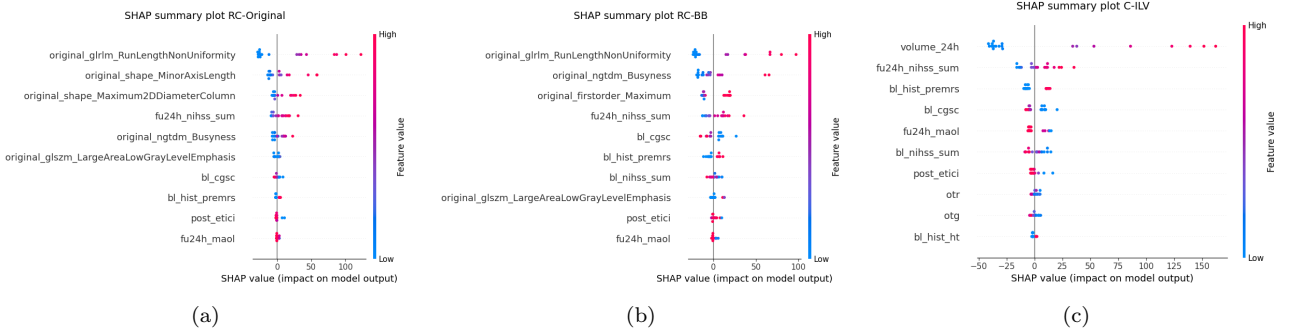 SHAP summary plot RC-Original
High
original_glrlm_RunLengthNonUniformity
original_shape_MinorAxisLength
original_shape_Maximum2DDiameterColumn
fu24h_nihss_sum
original_ngtdm_Busyness
original_glszm_LargeAreaLowGrayLevelEmphasis
bl_cgsc
bl_hist_premrs
post_etici
fu24h_maol
Feature value
Low
0 50 100
SHAP value (impact on model output)
(a)
SHAP summary plot RC-BB
High
original_glrlm_RunLengthNonUniformity
original_ngtdm_Busyness
original_firstorder_Maximum
fu24h_nihss_sum
bl_cgsc
bl_hist_premrs
bl_nihss_sum
original_glszm_LargeAreaLowGrayLevelEmphasis
post_etici
fu24h_maol
Feature value
Low
0 50 100
SHAP value (impact on model output)
(b)
SHAP summary plot C-ILV
High
volume_24h
fu24h_nihss_sum
bl_hist_premrs
bl_cgsc
fu24h_maol
bl_nihss_sum
post_etici
otr
otg
bl_hist_ht
Feature value
Low
−50 −25 0 25 50 75 100 125 150
SHAP value (impact on model output)
(c)